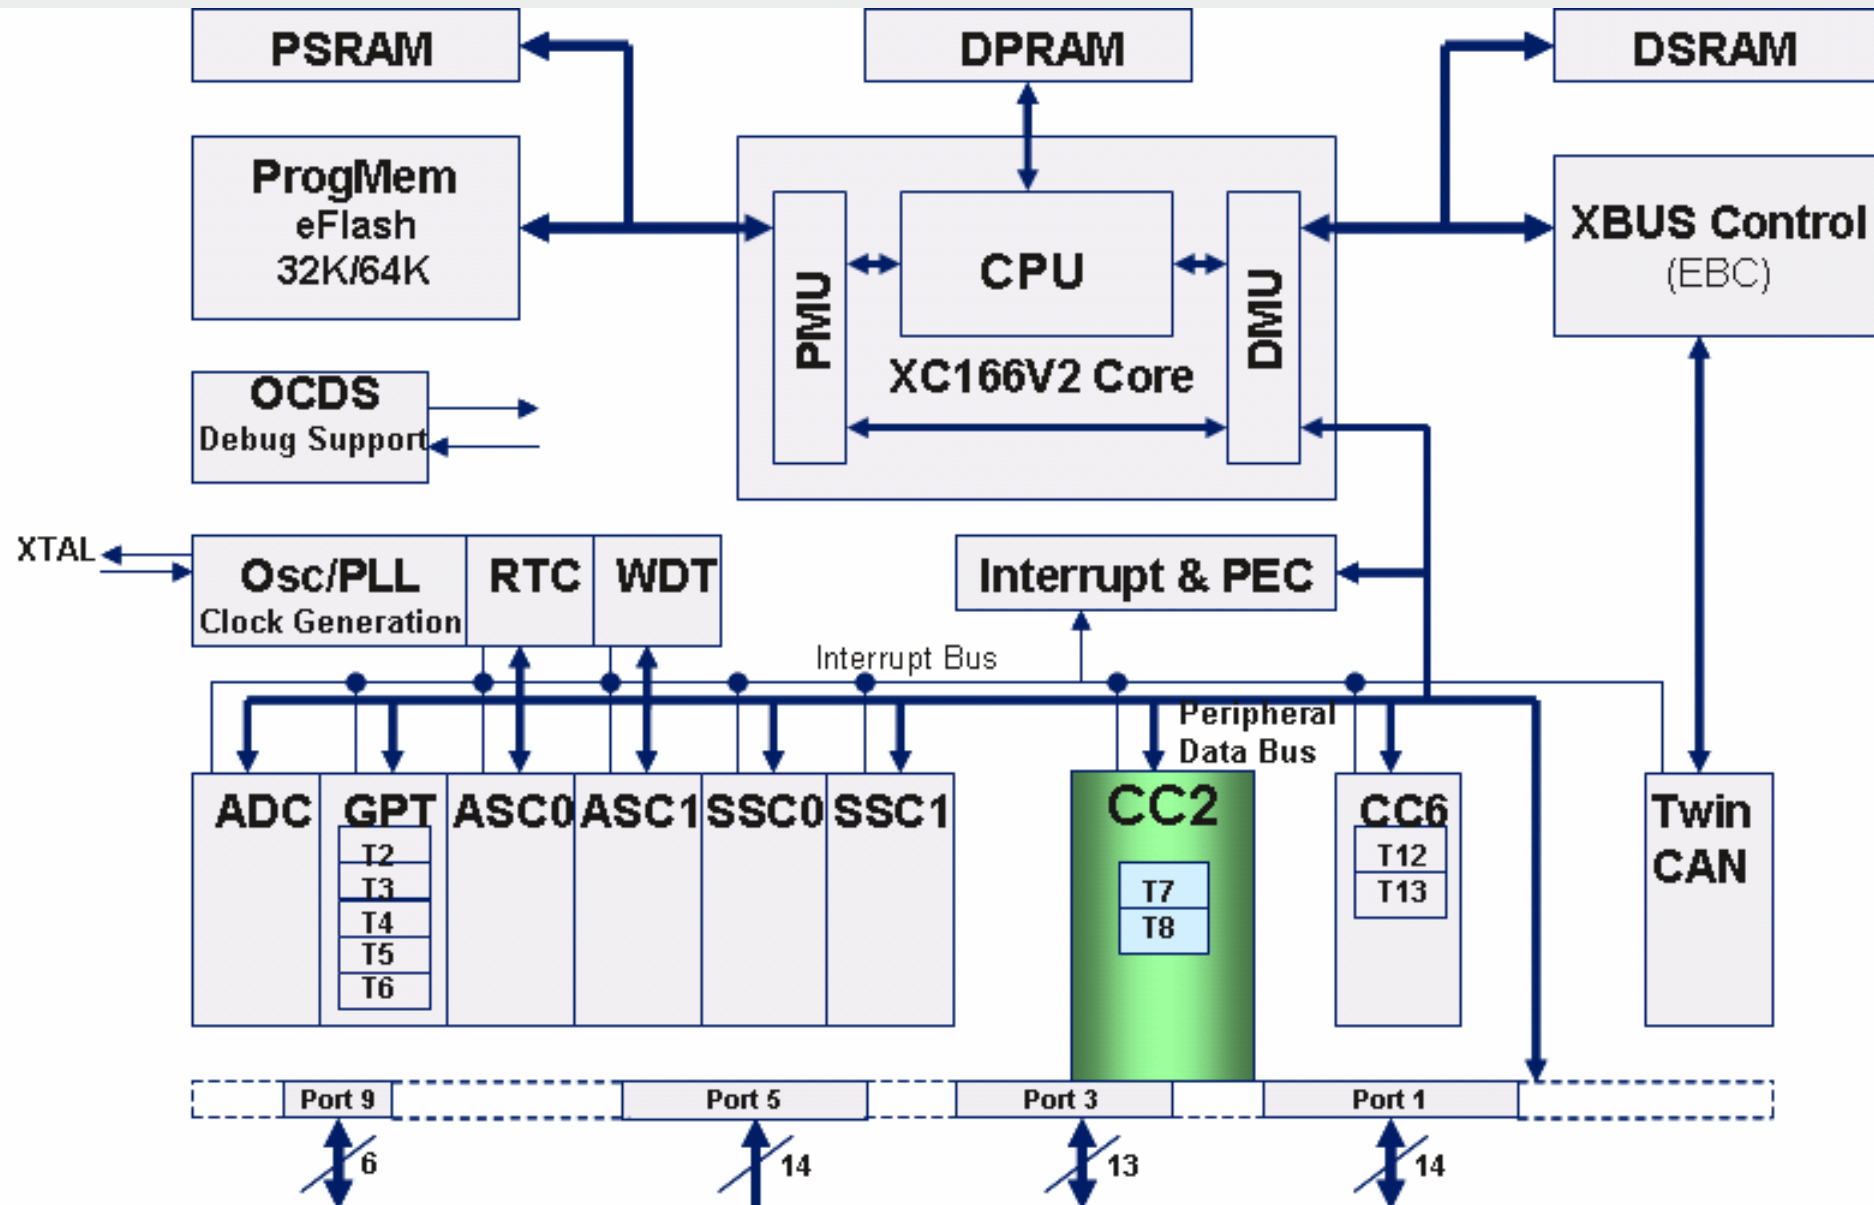 PSRAM
DPRAM
DSRAM
ProgMem
eFlash
32K/64K
PMU
CPU
DMU
XC166V2 Core
XBUS Control
(EBC)
OCDS
Debug Support
XTAL
Osc/PLL
Clock Generation
RTC
WDT
Interrupt & PEC
Interrupt Bus
Peripheral
Data Bus
ADC
GPT
T2
T3
T4
T5
T6
ASC0
ASC1
SSC0
SSC1
CC2
T7
T8
CC6
T12
T13
Twin
CAN
Port 9
Port 5
Port 3
Port 1
6
14
13
14